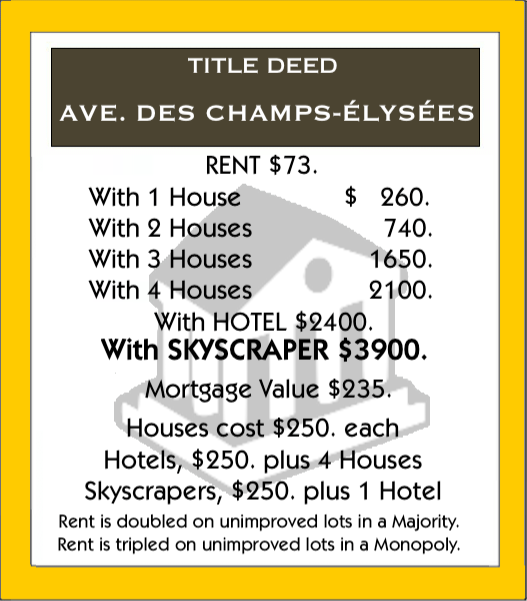 TITLE DEED
AVE. DES CHAMPS-ÉLYSÉES
RENT $73.
With 1 House $ 260.
With 2 Houses 740.
With 3 Houses 1650.
With 4 Houses 2100.
With HOTEL $2400.
With SKYSCRAPER $3900.
Mortgage Value $235.
Houses cost $250. each
Hotels, $250. plus 4 Houses
Skyscrapers, $250. plus 1 Hotel
Rent is doubled on unimproved lots in a Majority.
Rent is tripled on unimproved lots in a Monopoly.